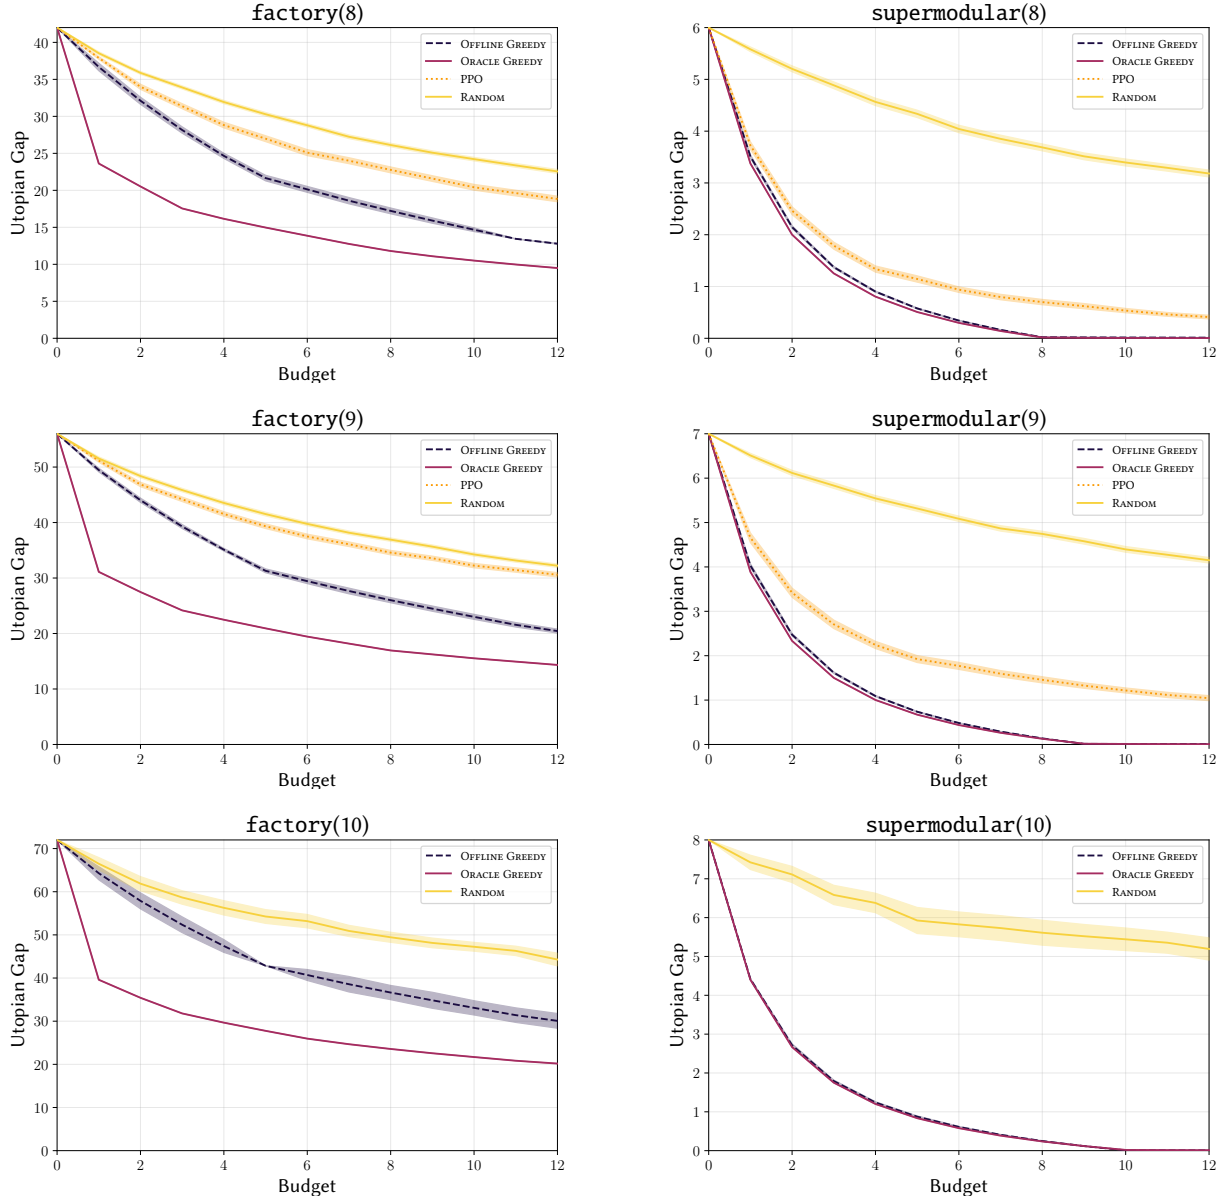 factory(8)
Utopian Gap
40
35
30
25
20
15
10
5
0
Offline Greedy
Oracle Greedy
PPO
Random
0 2 4 6 8 10 12
Budget
supermodular(8)
Utopian Gap
6
5
4
3
2
1
0
Offline Greedy
Oracle Greedy
PPO
Random
0 2 4 6 8 10 12
Budget
factory(9)
Utopian Gap
50
40
30
20
10
0
Offline Greedy
Oracle Greedy
PPO
Random
0 2 4 6 8 10 12
Budget
supermodular(9)
Utopian Gap
7
6
5
4
3
2
1
0
Offline Greedy
Oracle Greedy
PPO
Random
0 2 4 6 8 10 12
Budget
factory(10)
Utopian Gap
70
60
50
40
30
20
10
0
Offline Greedy
Oracle Greedy
Random
0 2 4 6 8 10 12
Budget
supermodular(10)
Utopian Gap
8
7
6
5
4
3
2
1
0
Offline Greedy
Oracle Greedy
Random
0 2 4 6 8 10 12
Budget